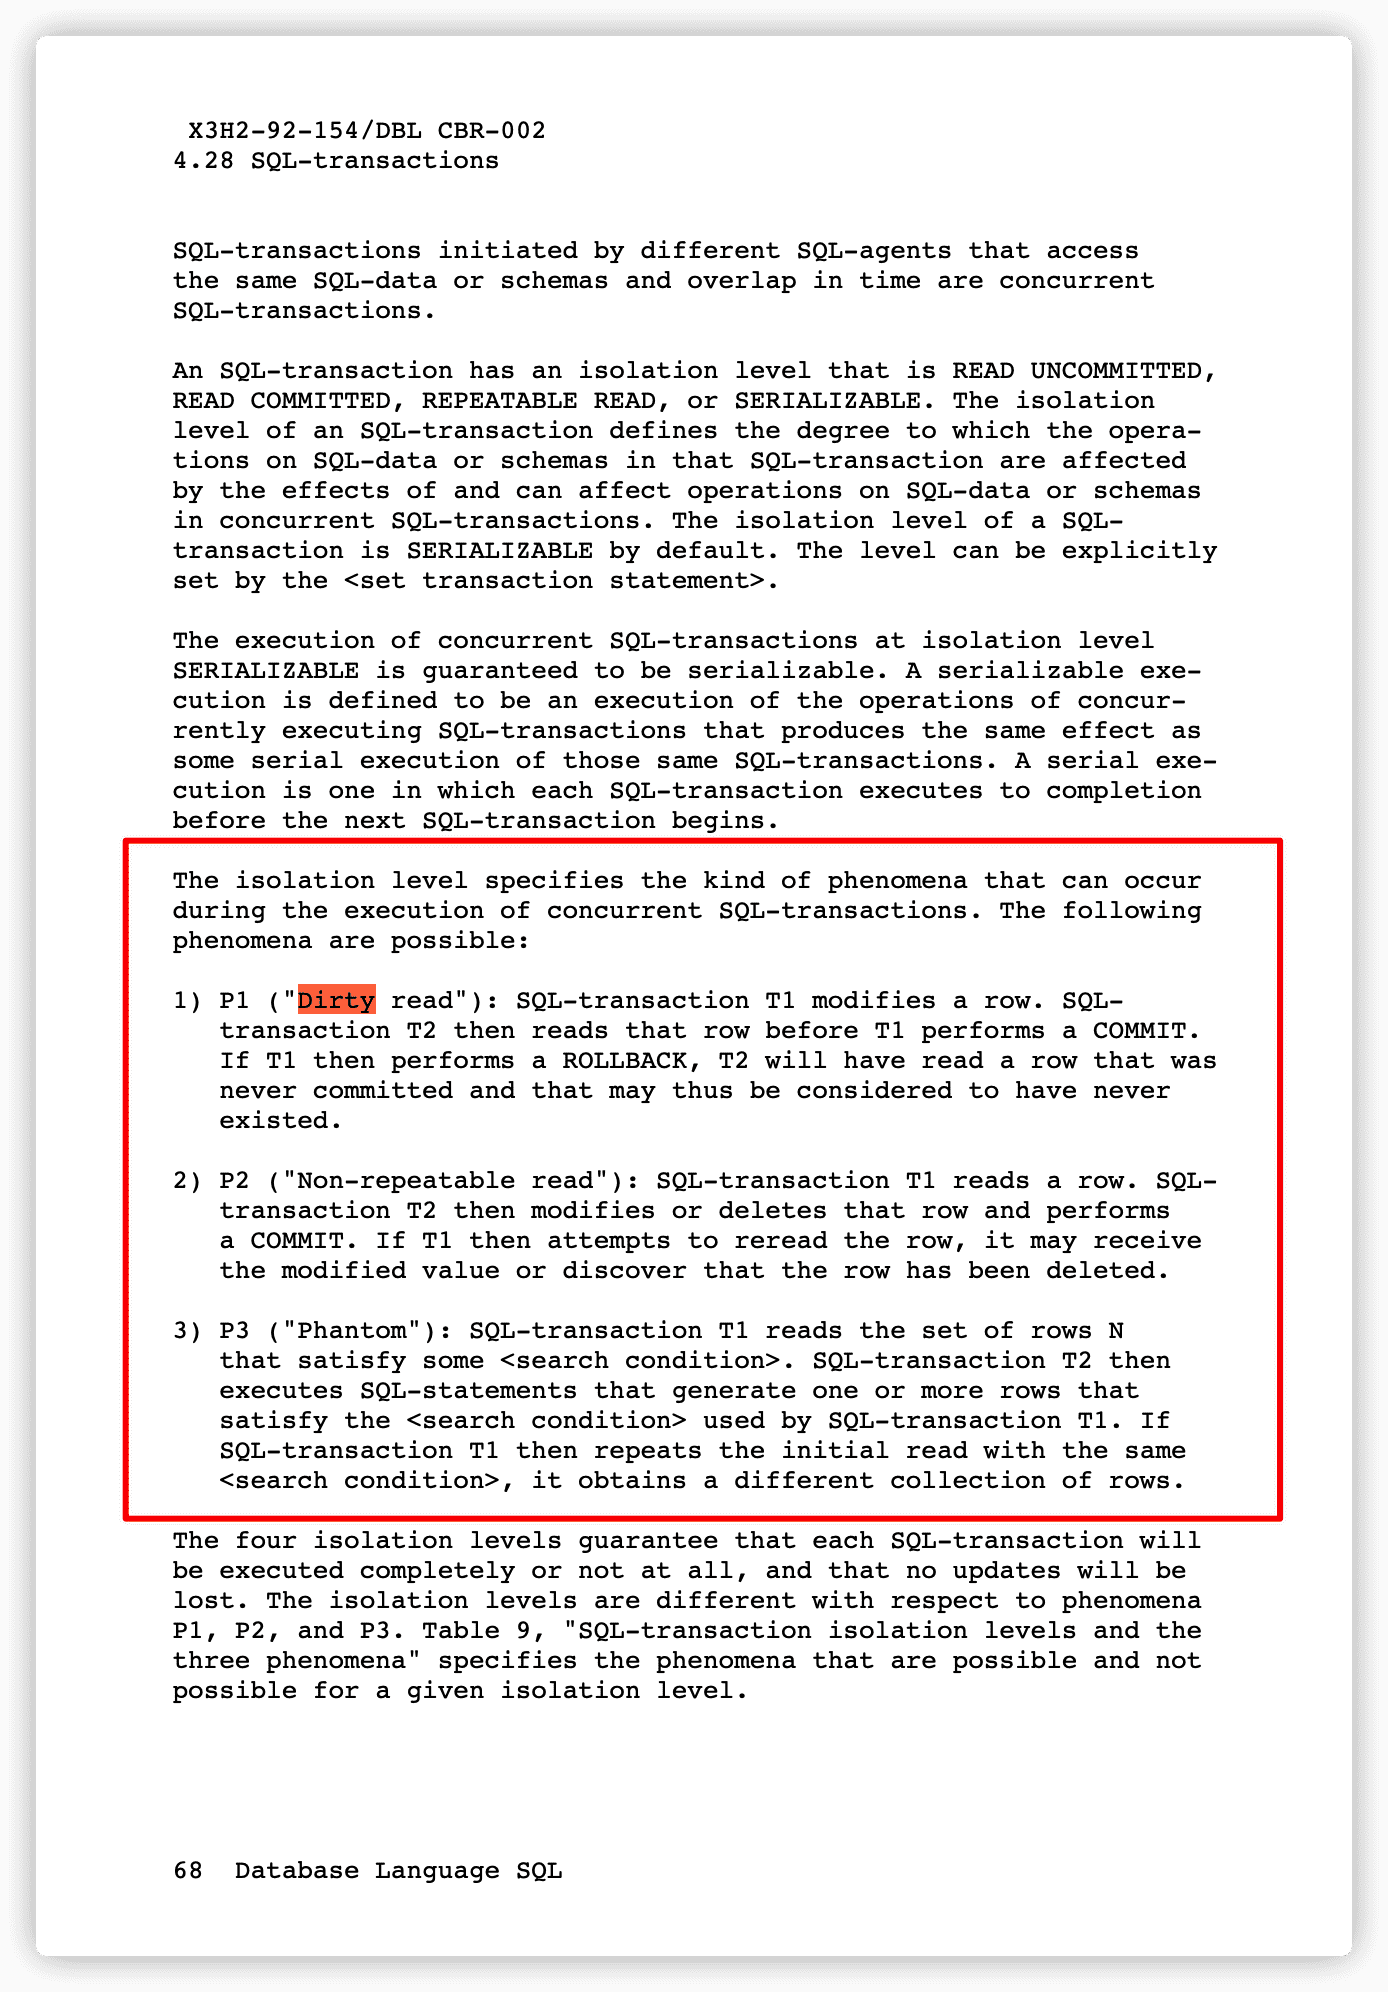 X3H2-92-154/DBL CBR-002
4.28 SQL-transactions
SQL-transactions initiated by different SQL-agents that access
the same SQL-data or schemas and overlap in time are concurrent
SQL-transactions.
An SQL-transaction has an isolation level that is READ UNCOMMITTED,
READ COMMITTED, REPEATABLE READ, or SERIALIZABLE. The isolation
level of an SQL-transaction defines the degree to which the opera-
tions on SQL-data or schemas in that SQL-transaction are affected
by the effects of and can affect operations on SQL-data or schemas
in concurrent SQL-transactions. The isolation level of a SQL-
transaction is SERIALIZABLE by default. The level can be explicitly
set by the <set transaction statement>.
The execution of concurrent SQL-transactions at isolation level
SERIALIZABLE is guaranteed to be serializable. A serializable exe-
cution is defined to be an execution of the operations of concur-
rently executing SQL-transactions that produces the same effect as
some serial execution of those same SQL-transactions. A serial exe-
cution is one in which each SQL-transaction executes to completion
before the next SQL-transaction begins.
The isolation level specifies the kind of phenomena that can occur
during the execution of concurrent SQL-transactions. The following
phenomena are possible:
1) P1 ("Dirty read"): SQL-transaction T1 modifies a row. SQL-
transaction T2 then reads that row before T1 performs a COMMIT.
If T1 then performs a ROLLBACK, T2 will have read a row that was
never committed and that may thus be considered to have never
existed.
2) P2 ("Non-repeatable read"): SQL-transaction T1 reads a row. SQL-
transaction T2 then modifies or deletes that row and performs
a COMMIT. If T1 then attempts to reread the row, it may receive
the modified value or discover that the row has been deleted.
3) P3 ("Phantom"): SQL-transaction T1 reads the set of rows N
that satisfy some <search condition>. SQL-transaction T2 then
executes SQL-statements that generate one or more rows that
satisfy the <search condition> used by SQL-transaction T1. If
SQL-transaction T1 then repeats the initial read with the same
<search condition>, it obtains a different collection of rows.
The four isolation levels guarantee that each SQL-transaction will
be executed completely or not at all, and that no updates will be
lost. The isolation levels are different with respect to phenomena
P1, P2, and P3. Table 9, "SQL-transaction isolation levels and the
three phenomena" specifies the phenomena that are possible and not
possible for a given isolation level.
68 Database Language SQL